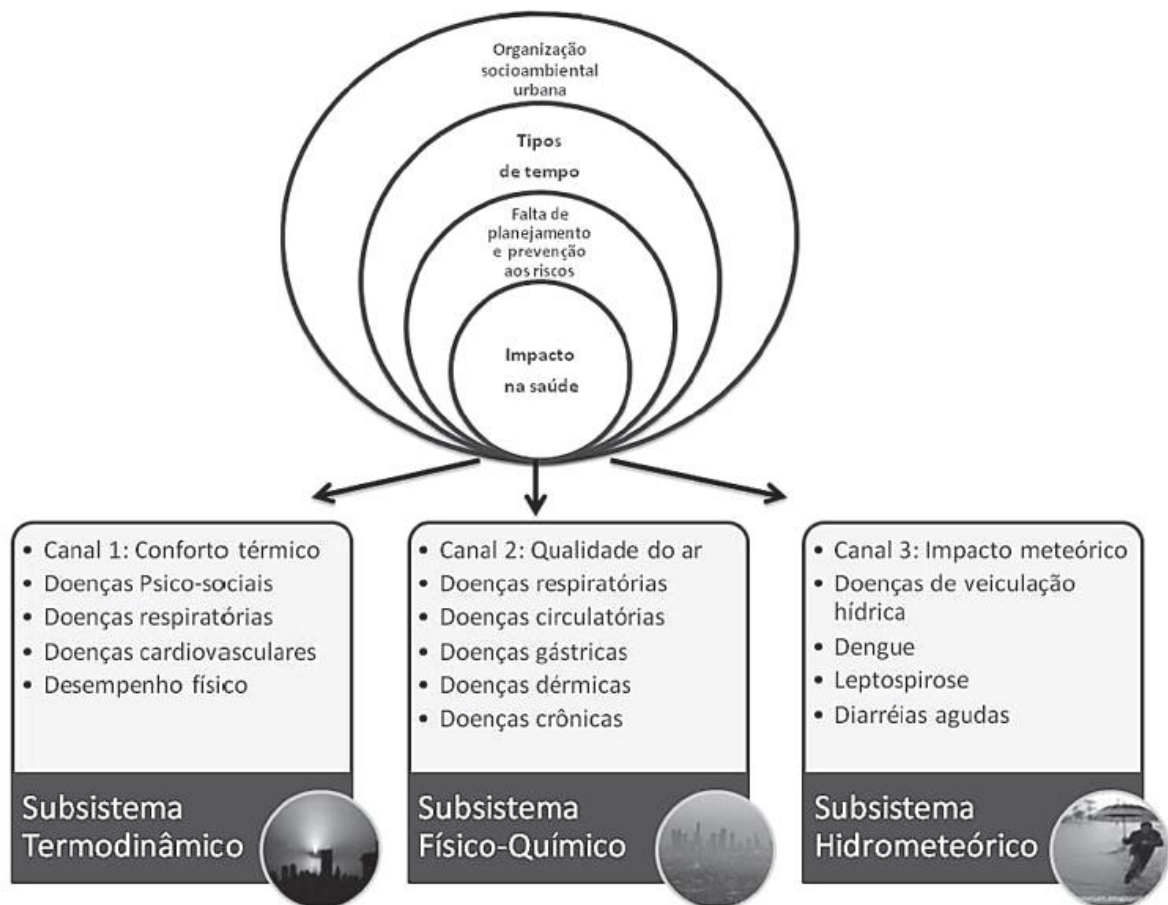 Organização
socioambiental
urbana
Tipos
de tempo
Falta de
planejamento
e prevenção
aos riscos
Impacto
na saúde
• Canal 1: Conforto térmico
• Doenças Psico-sociais
• Doenças respiratórias
• Doenças cardiovasculares
• Desempenho físico
Subsistema
Termodinâmico
• Canal 2: Qualidade do ar
• Doenças respiratórias
• Doenças circulatórias
• Doenças gástricas
• Doenças dérmicas
• Doenças crônicas
Subsistema
Físico-Químico
• Canal 3: Impacto meteórico
• Doenças de veiculação
hídrica
• Dengue
• Leptospirose
• Diarréias agudas
Subsistema
Hidrometeórico